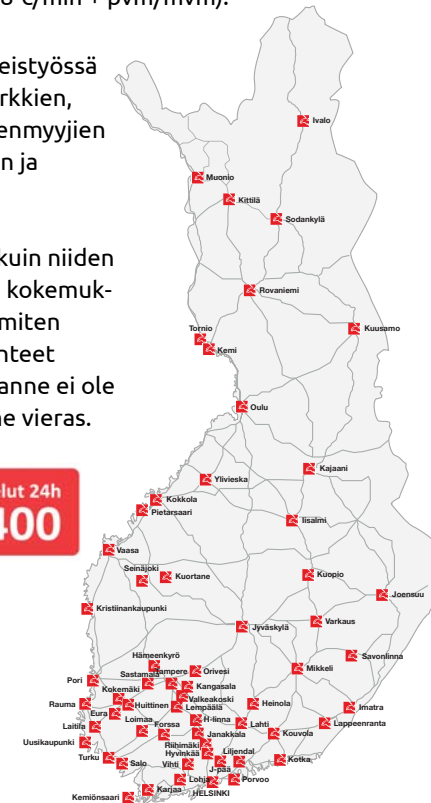 8 c/min + pvm/mvm).
eistyössä
rkkien,
enmyyjien
n ja
kuin niiden
kokemuk-
miten
nteet
anne ei ole
ne vieras.
elut 24h
400
Ivalo
Muonio
Kittilä
Sodankylä
Rovaniemi
Kuusamo
Tornio
Kemi
Oulu
Kajaani
Ylivieska
Kokkola
Pietarsaari
Iisalmi
Vaasa
Seinäjoki
Kuortane
Kuopio
Joensuu
Kristiinankaupunki
Varkaus
Jyväskylä
Savonlinna
Hämeenkyrö
Mikkeli
Sastamala
Tampere
Orivesi
Pori
Kangasala
Kokemäki
Valkeakoski
Rauma
Huittinen
Lempäälä
Heinola
Imatra
Eura
Laitila
Loimaa
Forssa
H-linna
Lahti
Lappeenranta
Uusikaupunki
Janakkala
Kouvola
Riihimäki
Hyvinkää
Liljendal
Turku
Salo
Vihti
J-pää
Kotka
Lohja
Porvoo
Karjaa
HELSINKI
Kemiönsaari